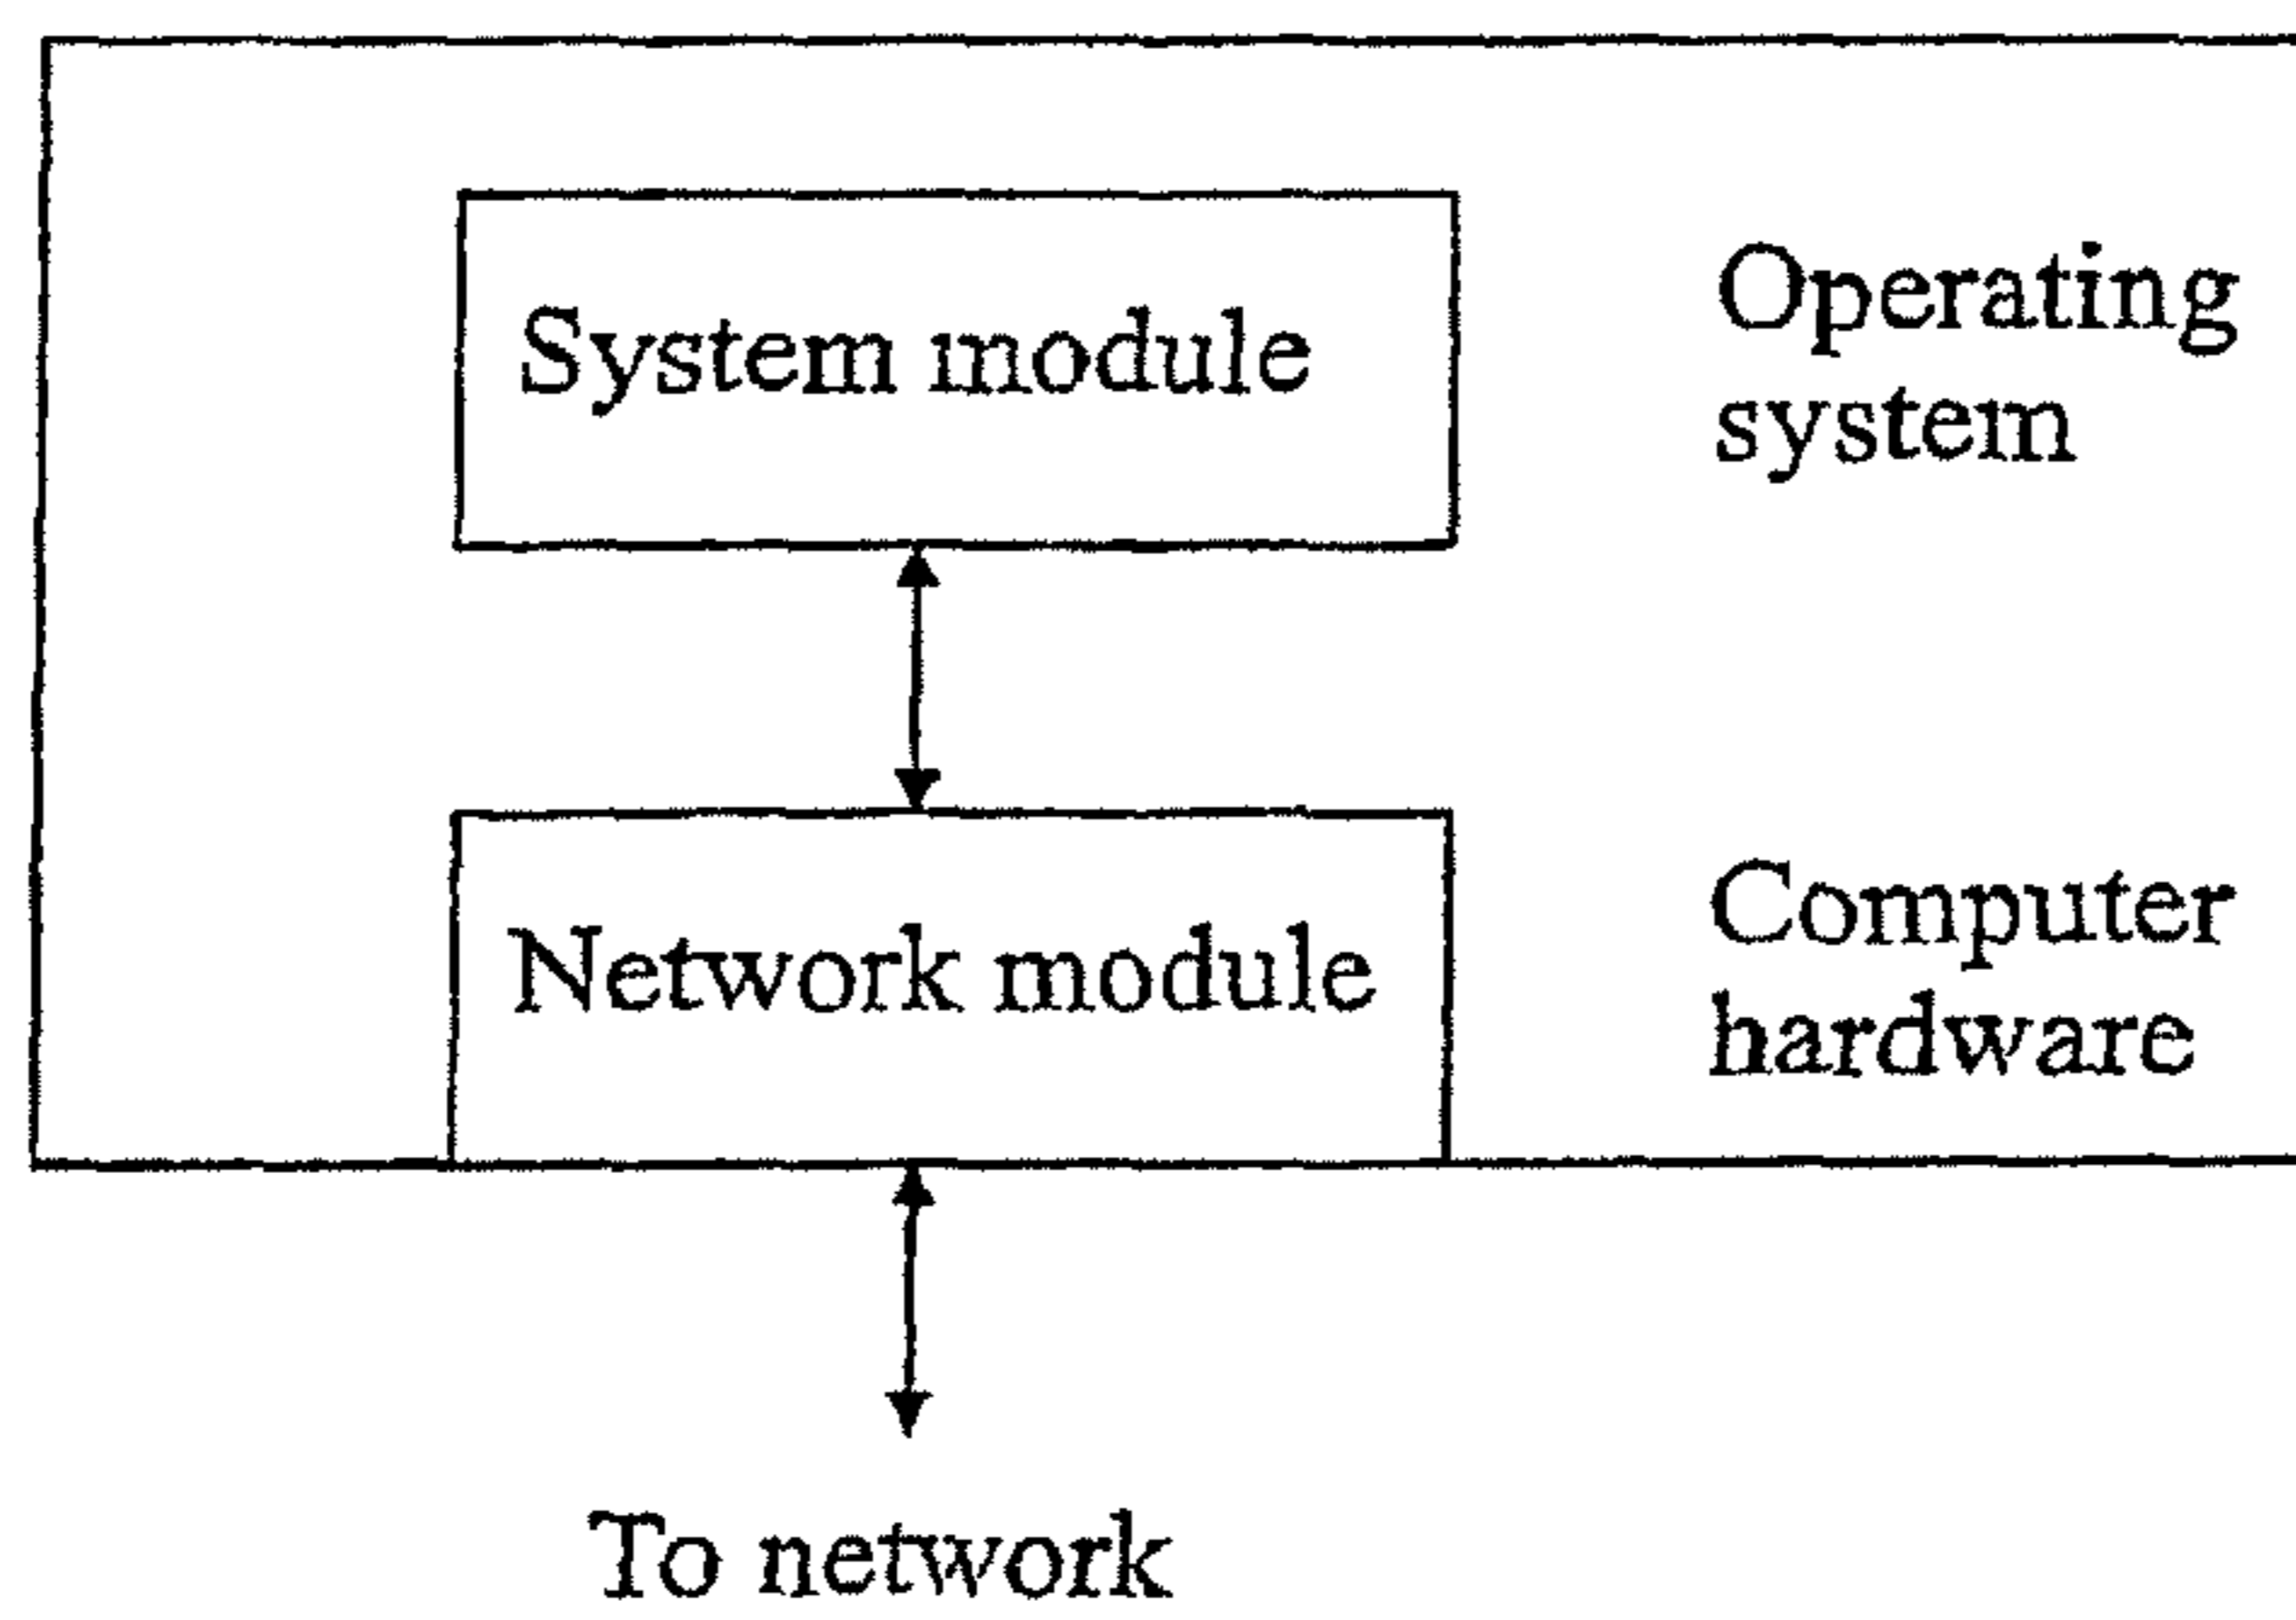 System module
Operating
system
Network module
Computer
hardware
To network